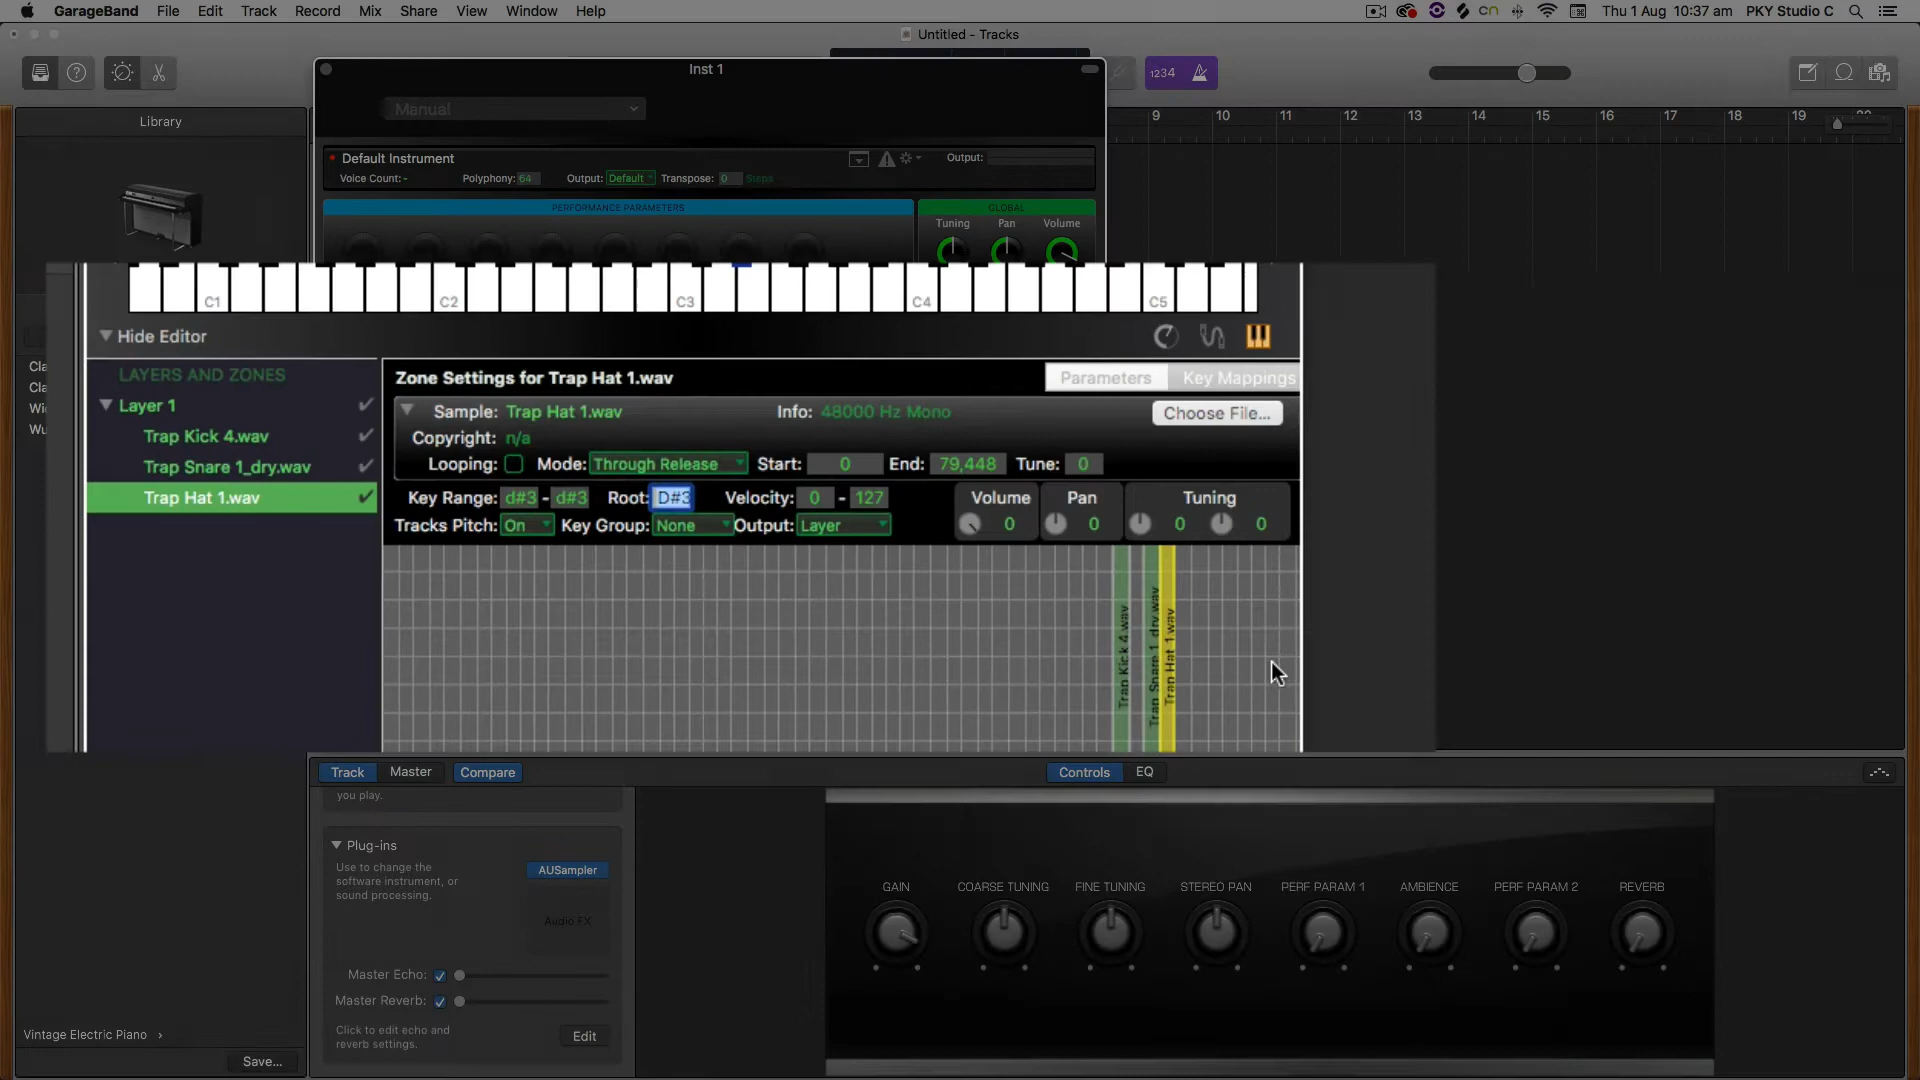 GarageBand File Edit Track Record Mix Share View Window Help
Thu 1 Aug 10:37 am PKY Studio C
Untitled - Tracks
Inst 1
1234
Manual
Library
9 10 11 12 13 14 15 16 17 18 19 20
Default Instrument
Output:
Voice Count: - Polyphony: 64 Output: Default Transpose: 0 Steps
PERFORMANCE PARAMETERS
GLOBAL
Tuning Pan Volume
C1 C2 C3 C4 C5
Hide Editor
LAYERS AND ZONES
Layer 1
Trap Kick 4.wav
Trap Snare 1_dry.wav
Trap Hat 1.wav
Cla
Cla
Wu
Zone Settings for Trap Hat 1.wav
Parameters Key Mappings
Sample: Trap Hat 1.wav Info: 48000 Hz Mono
Choose File...
Copyright: n/a
Looping: Mode: Through Release Start: 0 End: 79,448 Tune: 0
Key Range: d#3 - d#3 Root: D#3 Velocity: 0 - 127
Volume Pan Tuning
Tracks Pitch: On Key Group: None Output: Layer
0 0 0 0
Trap Kick 4.wav
Trap Snare 1_dry.wav
Trap Hat 1.wav
Track Master Compare
Controls EQ
you play.
Plug-ins
Use to change the
software instrument, or
sound processing.
AUSampler
Audio FX
Master Echo:
Master Reverb:
Click to edit echo and
reverb settings.
Edit
GAIN COARSE TUNING FINE TUNING STEREO PAN PERF PARAM 1 AMBIENCE PERF PARAM 2 REVERB
Vintage Electric Piano ›
Save...